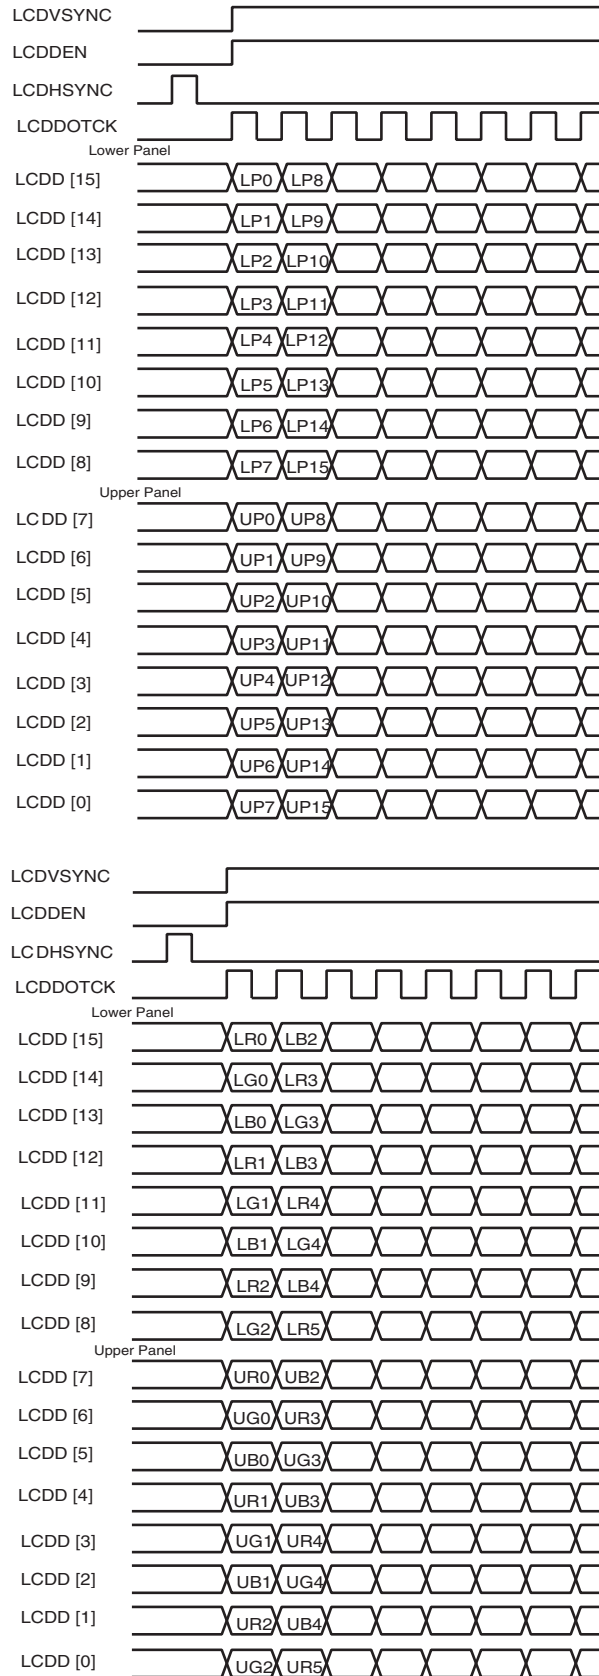 LCDVSYNC
LCDDEN
LCDHSYNC
LCDDOTCK
Lower Panel
LCDD [15] LP0 LP8
LCDD [14] LP1 LP9
LCDD [13] LP2 LP10
LCDD [12] LP3 LP11
LCDD [11] LP4 LP12
LCDD [10] LP5 LP13
LCDD [9] LP6 LP14
LCDD [8] LP7 LP15
Upper Panel
LCDD [7] UP0 UP8
LCDD [6] UP1 UP9
LCDD [5] UP2 UP10
LCDD [4] UP3 UP11
LCDD [3] UP4 UP12
LCDD [2] UP5 UP13
LCDD [1] UP6 UP14
LCDD [0] UP7 UP15
LCDVSYNC
LCDDEN
LCDHSYNC
LCDDOTCK
Lower Panel
LCDD [15] LR0 LB2
LCDD [14] LG0 LR3
LCDD [13] LB0 LG3
LCDD [12] LR1 LB3
LCDD [11] LG1 LR4
LCDD [10] LB1 LG4
LCDD [9] LR2 LB4
LCDD [8] LG2 LR5
Upper Panel
LCDD [7] UR0 UB2
LCDD [6] UG0 UR3
LCDD [5] UB0 UG3
LCDD [4] UR1 UB3
LCDD [3] UG1 UR4
LCDD [2] UB1 UG4
LCDD [1] UR2 UB4
LCDD [0] UG2 UR5